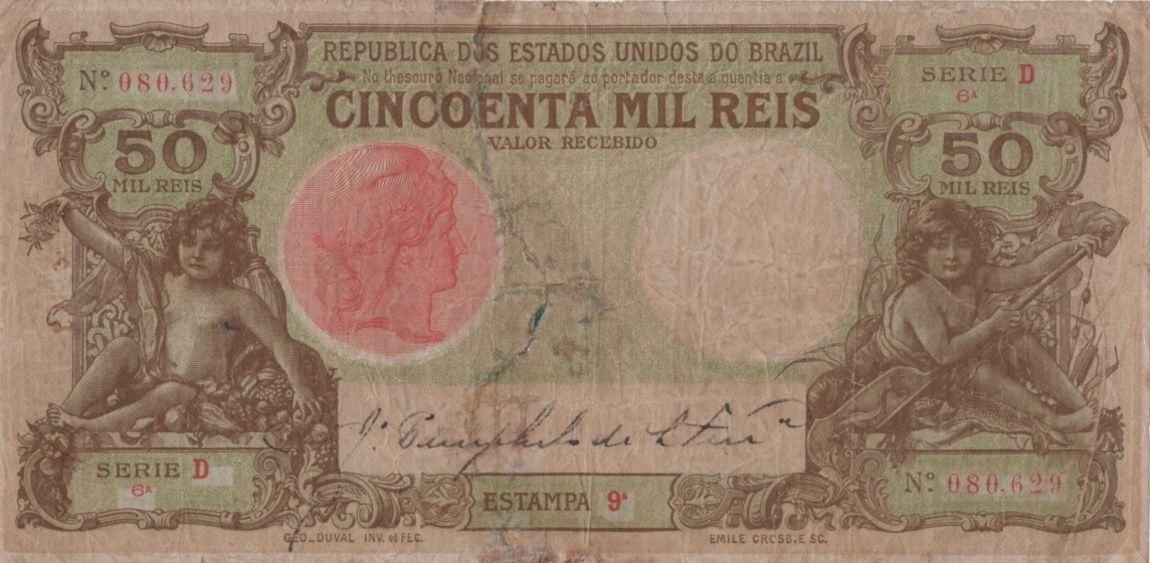 REPUBLICA DOS ESTADOS UNIDOS DO BRAZIL
No thesouro Nacional se pagará ao portador desta a quantia a
CINCOENTA MIL REIS
VALOR RECEBIDO
Nº 080,629
SERIE D
6ᴬ
50
MIL REIS
50
MIL REIS
SERIE D
6ᴬ
ESTAMPA 9ᴬ
Nº 080,629
GEO_DUVAL INV. et FEC.
EMILE CROSBIE SC.